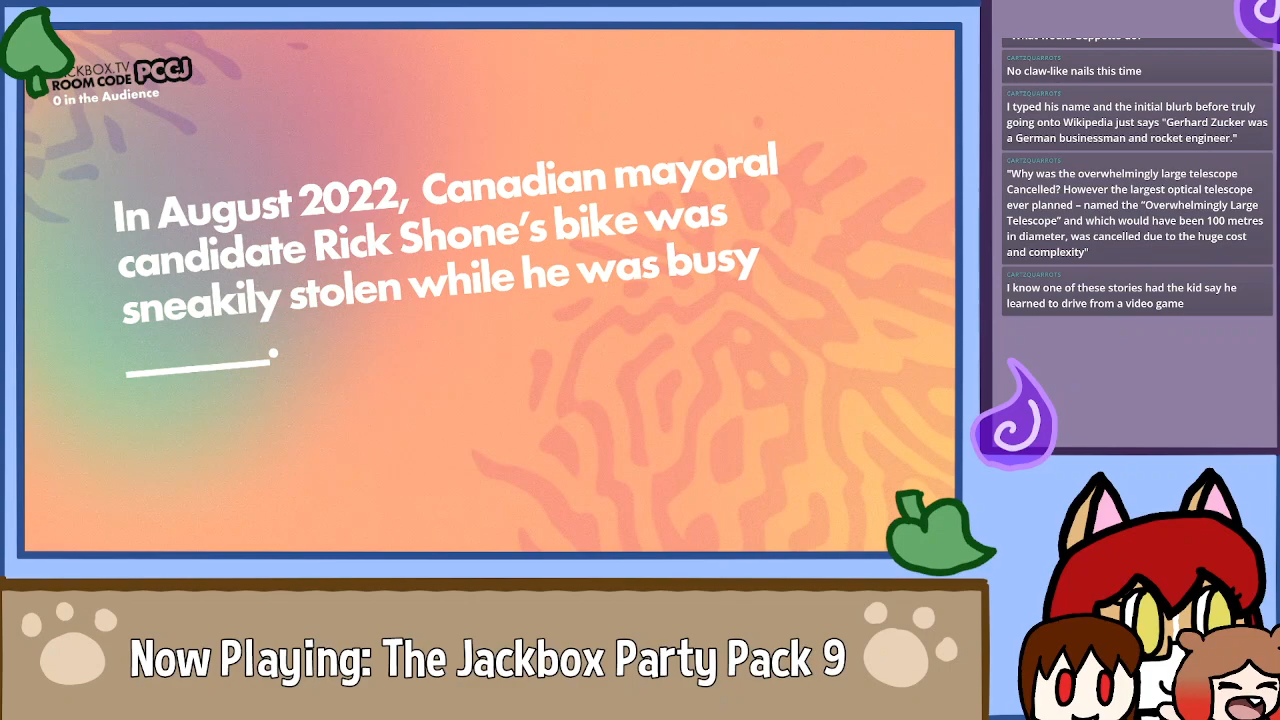 JACKBOX.TV
ROOM CODE PCCJ
0 in the Audience
In August 2022, Canadian mayoral
candidate Rick Shone's bike was
sneakily stolen while he was busy
_______.
CARTZQUARROTS
No claw-like nails this time
CARTZQUARROTS
I typed his name and the initial blurb before truly
going onto Wikipedia just says "Gerhard Zucker was
a German businessman and rocket engineer."
CARTZQUARROTS
"Why was the overwhelmingly large telescope
Cancelled? However the largest optical telescope
ever planned – named the "Overwhelmingly Large
Telescope" and which would have been 100 metres
in diameter, was cancelled due to the huge cost
and complexity"
CARTZQUARROTS
I know one of these stories had the kid say he
learned to drive from a video game
Now Playing: The Jackbox Party Pack 9